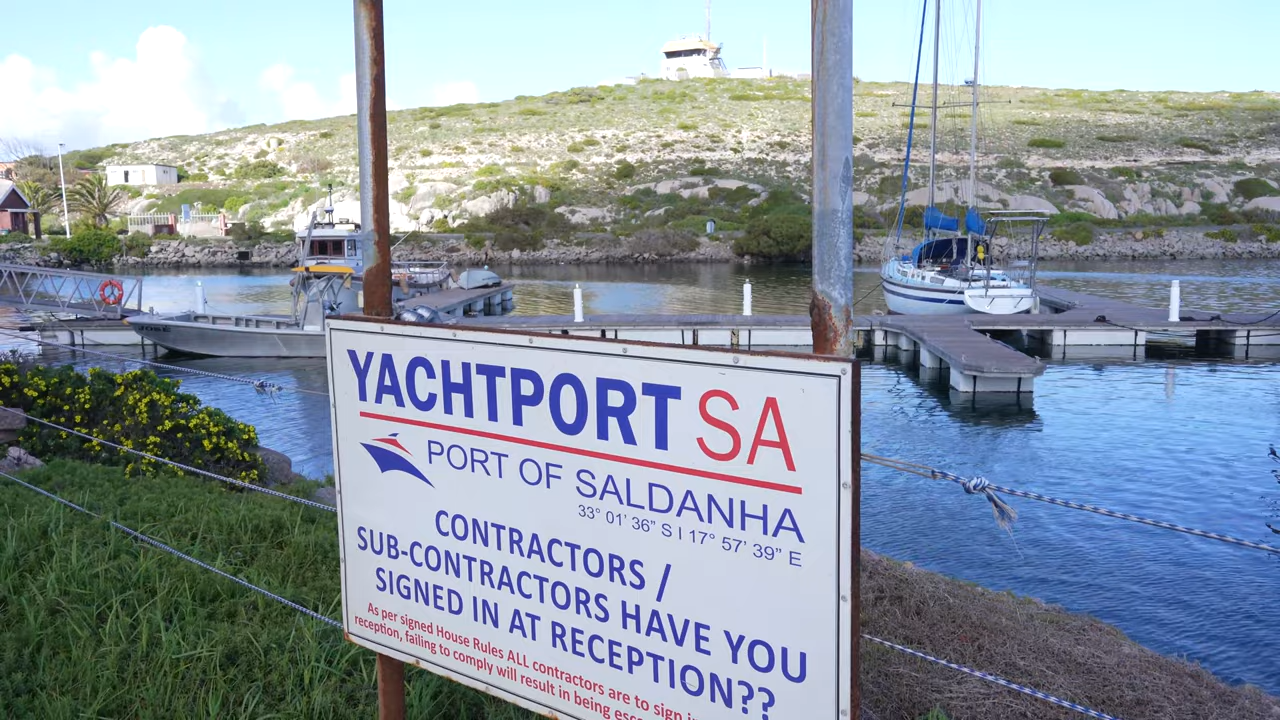 YACHTPORT SA
PORT OF SALDANHA
33° 01' 36" S I 17° 57' 39" E
CONTRACTORS /
SUB-CONTRACTORS HAVE YOU
SIGNED IN AT RECEPTION??
As per signed House Rules ALL contractors are to sign
reception, failing to comply will result in being